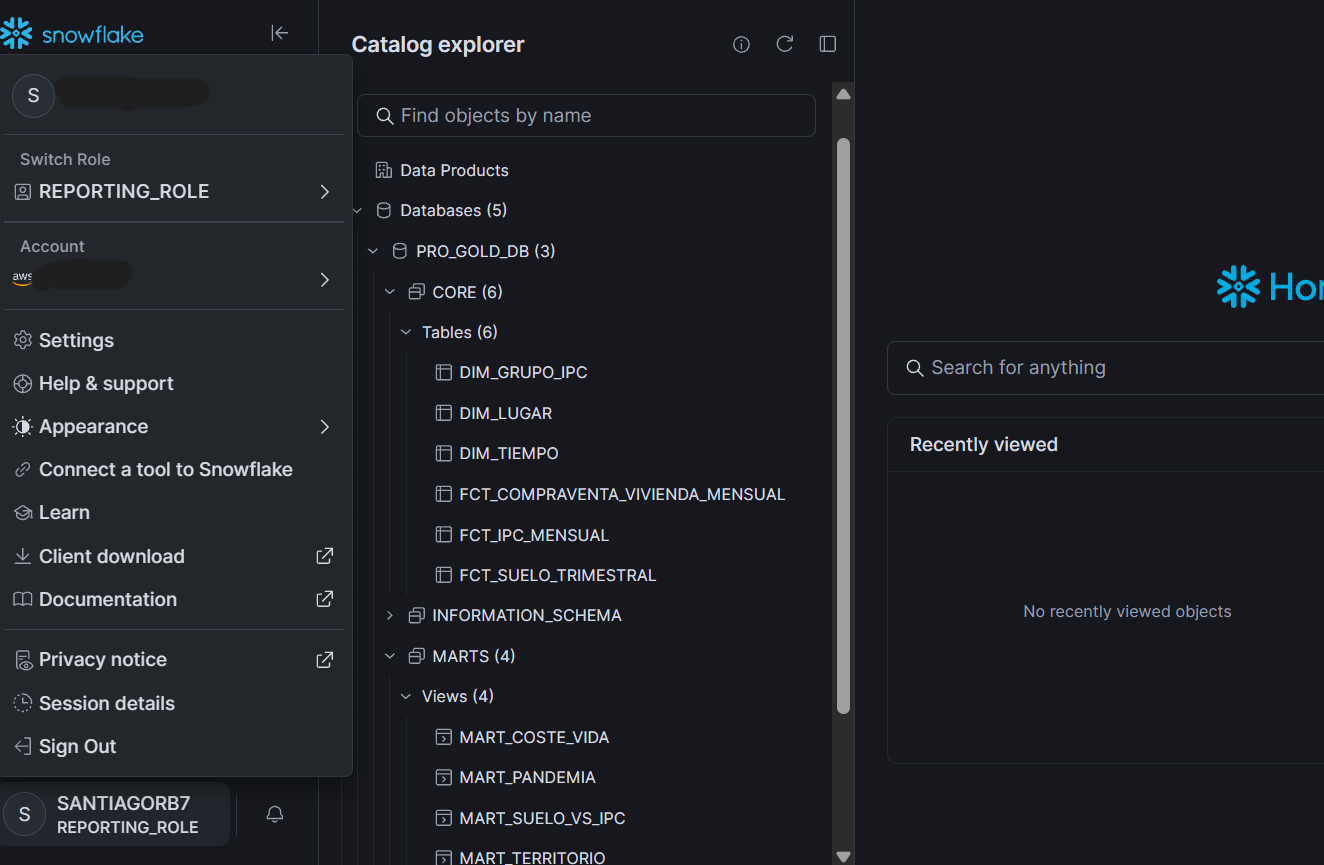 snowflake
S
Switch Role
REPORTING_ROLE
Account
aws
Settings
Help & support
Appearance
Connect a tool to Snowflake
Learn
Client download
Documentation
Privacy notice
Session details
Sign Out
S
SANTIAGORB7
REPORTING_ROLE
Catalog explorer
Find objects by name
Data Products
Databases (5)
PRO_GOLD_DB (3)
CORE (6)
Tables (6)
DIM_GRUPO_IPC
DIM_LUGAR
DIM_TIEMPO
FCT_COMPRAVENTA_VIVIENDA_MENSUAL
FCT_IPC_MENSUAL
FCT_SUELO_TRIMESTRAL
INFORMATION_SCHEMA
MARTS (4)
Views (4)
MART_COSTE_VIDA
MART_PANDEMIA
MART_SUELO_VS_IPC
MART_TERRITORIO
Hor
Search for anything
Recently viewed
No recently viewed objects